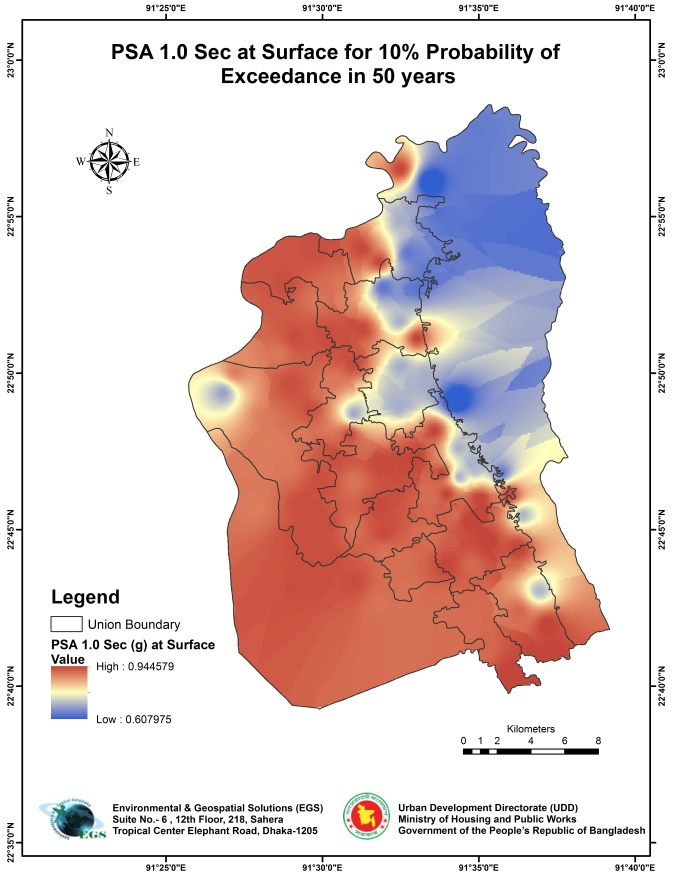 91°25'0"E 91°30'0"E 91°35'0"E 91°40'0"E
PSA 1.0 Sec at Surface for 10% Probability of
Exceedance in 50 years
23°0'0"N 23°0'0"N
N
W E
S
22°55'0"N 22°55'0"N
22°50'0"N 22°50'0"N
22°45'0"N 22°45'0"N
Legend
Union Boundary
PSA 1.0 Sec (g) at Surface
Value
High : 0.944579
Low : 0.607975
22°40'0"N 22°40'0"N
Kilometers
0 1 2 4 6 8
EGS
Environmental & Geospatial Solutions (EGS)
Suite No.- 6 , 12th Floor, 218, Sahera
Tropical Center Elephant Road, Dhaka-1205
Urban Development Directorate (UDD)
Ministry of Housing and Public Works
Government of the People's Republic of Bangladesh
22°35'0"N 22°35'0"N
91°25'0"E 91°30'0"E 91°35'0"E 91°40'0"E